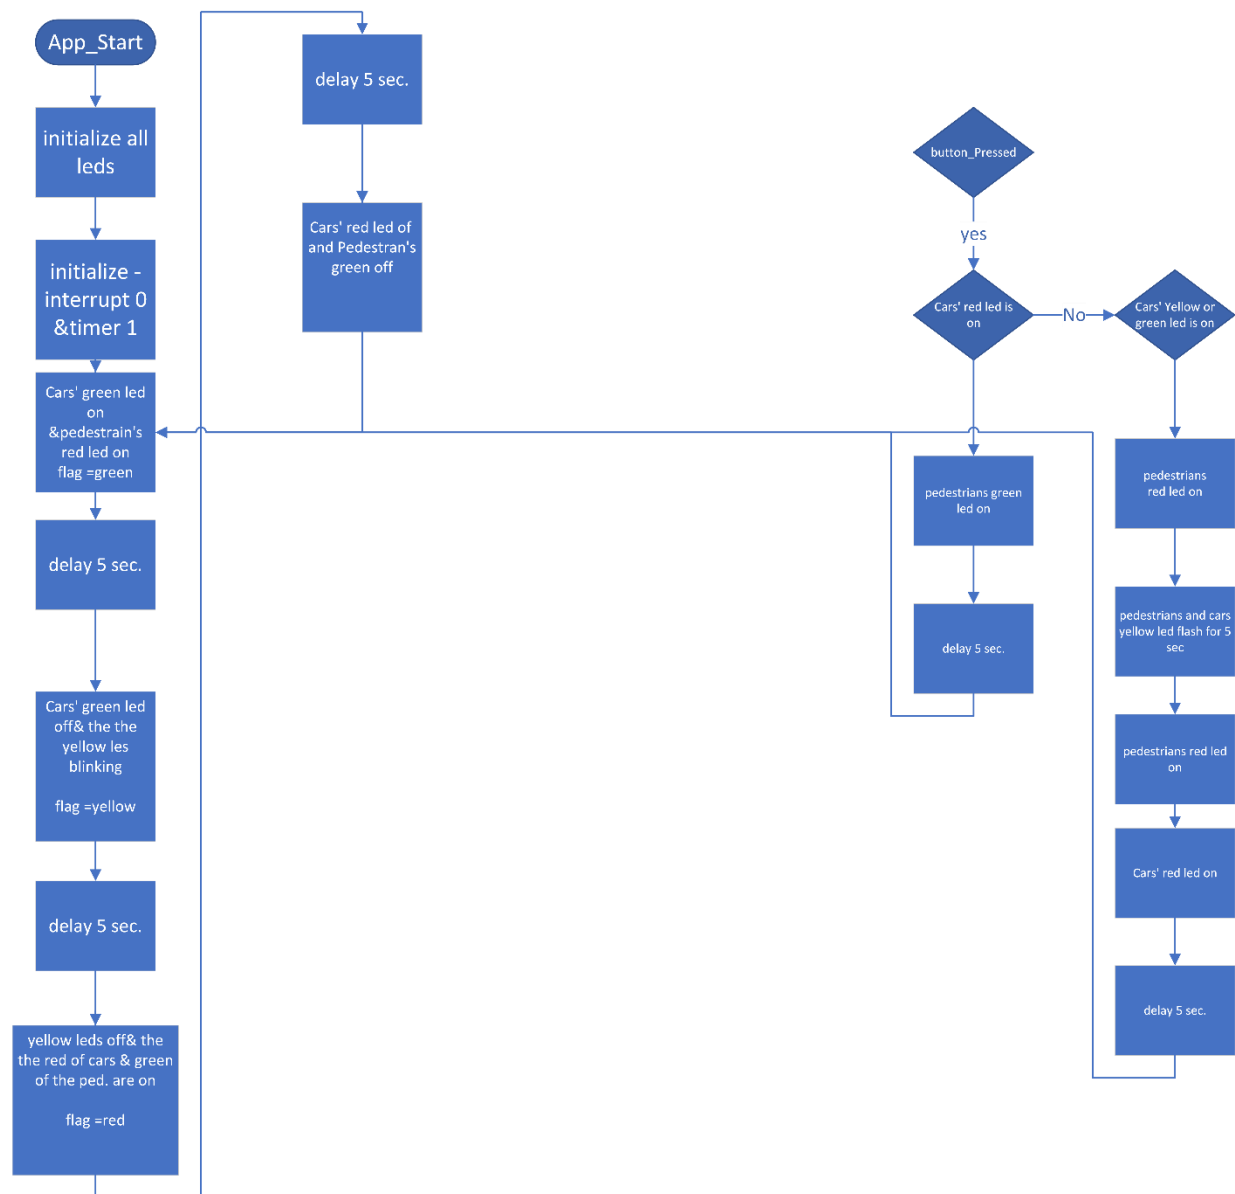 App_Start
initialize all
leds
initialize -
interrupt 0
&timer 1
Cars' green led
on
&pedestrain's
red led on
flag =green
delay 5 sec.
Cars' green led
off& the the
yellow les
blinking
flag =yellow
delay 5 sec.
yellow leds off& the
the red of cars & green
of the ped. are on
flag =red
delay 5 sec.
Cars' red led of
and Pedestran's
green off
button_Pressed
yes
Cars' red led is
on
No
Cars' Yellow or
green led is on
pedestrians green
led on
delay 5 sec.
pedestrians
red led on
pedestrians and cars
yellow led flash for 5
sec
pedestrians red led
on
Cars' red led on
delay 5 sec.